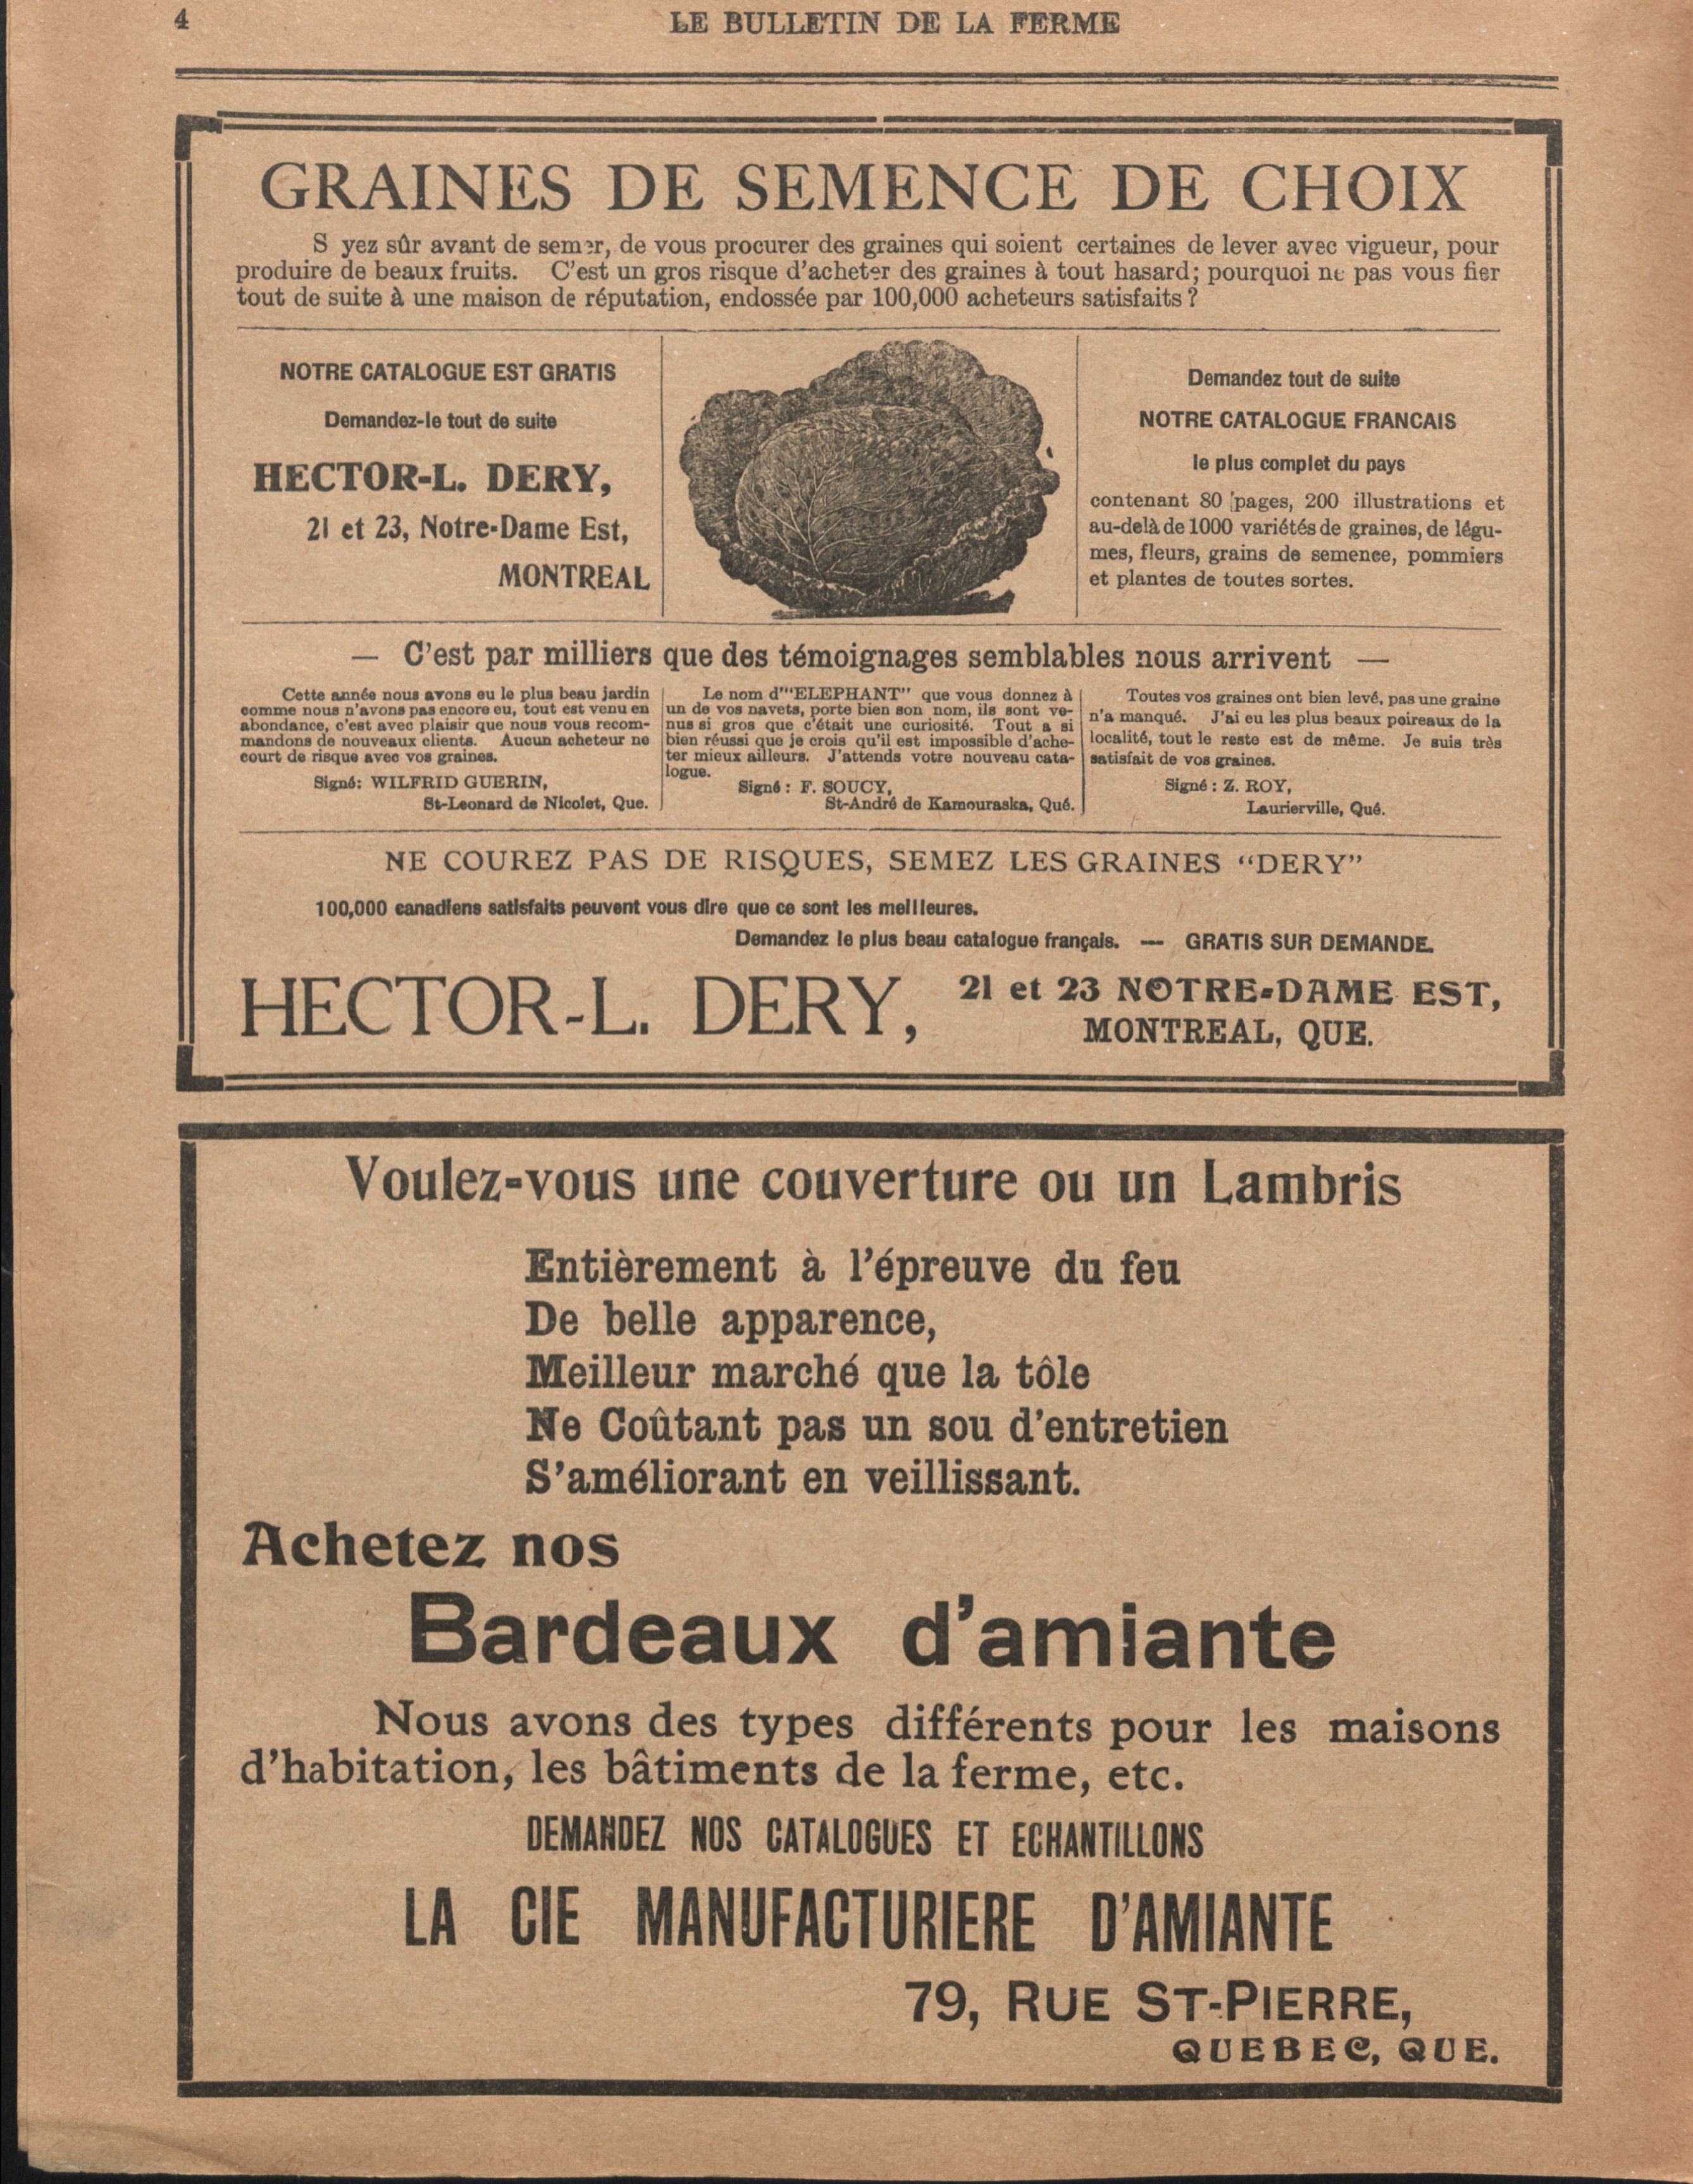 4
LE BULLETIN DE LA FERME
GRAINES DE SEMENCE DE CHOIX
S yez sûr avant de semer, de vous procurer des graines qui soient certaines de lever avec vigueur, pour
produire de beaux fruits. C'est un gros risque d'acheter des graines à tout hasard; pourquoi ne pas vous fier
tout de suite à une maison de réputation, endossée par 100,000 acheteurs satisfaits ?
NOTRE CATALOGUE EST GRATIS
Demandez-le tout de suite
HECTOR-L. DERY,
21 et 23, Notre-Dame Est,
MONTREAL
Demandez tout de suite
NOTRE CATALOGUE FRANCAIS
le plus complet du pays
contenant 80 pages, 200 illustrations et
au-delà de 1000 variétés de graines, de légu-
mes, fleurs, grains de semence, pommiers
et plantes de toutes sortes.
— C'est par milliers que des témoignages semblables nous arrivent —
Cette année nous avons eu le plus beau jardin
comme nous n'avons pas encore eu, tout est venu en
abondance, c'est avec plaisir que nous vous recom-
mandons de nouveaux clients. Aucun acheteur ne
court de risque avec vos graines.
Signé: WILFRID GUERIN,
St-Leonard de Nicolet, Que.
Le nom d'"ELEPHANT" que vous donnez à
un de vos navets, porte bien son nom, ils sont ve-
nus si gros que c'était une curiosité. Tout a si
bien réussi que je crois qu'il est impossible d'ache-
ter mieux ailleurs. J'attends votre nouveau cata-
logue.
Signé : F. SOUCY,
St-André de Kamouraska, Qué.
Toutes vos graines ont bien levé, pas une graine
n'a manqué. J'ai eu les plus beaux poireaux de la
localité, tout le reste est de même. Je suis très
satisfait de vos graines.
Signé : Z. ROY,
Laurierville, Qué.
NE COUREZ PAS DE RISQUES, SEMEZ LES GRAINES "DERY"
100,000 canadiens satisfaits peuvent vous dire que ce sont les meilleures.
Demandez le plus beau catalogue français. — GRATIS SUR DEMANDE.
HECTOR-L. DERY,
21 et 23 NOTRE-DAME EST,
MONTREAL, QUE.
Voulez-vous une couverture ou un Lambris
Entièrement à l'épreuve du feu
De belle apparence,
Meilleur marché que la tôle
Ne Coûtant pas un sou d'entretien
S'améliorant en veillissant.
Achetez nos
Bardeaux d'amiante
Nous avons des types différents pour les maisons
d'habitation, les bâtiments de la ferme, etc.
DEMANDEZ NOS CATALOGUES ET ECHANTILLONS
LA CIE MANUFACTURIERE D'AMIANTE
79, RUE ST-PIERRE,
QUEBEC, QUE.